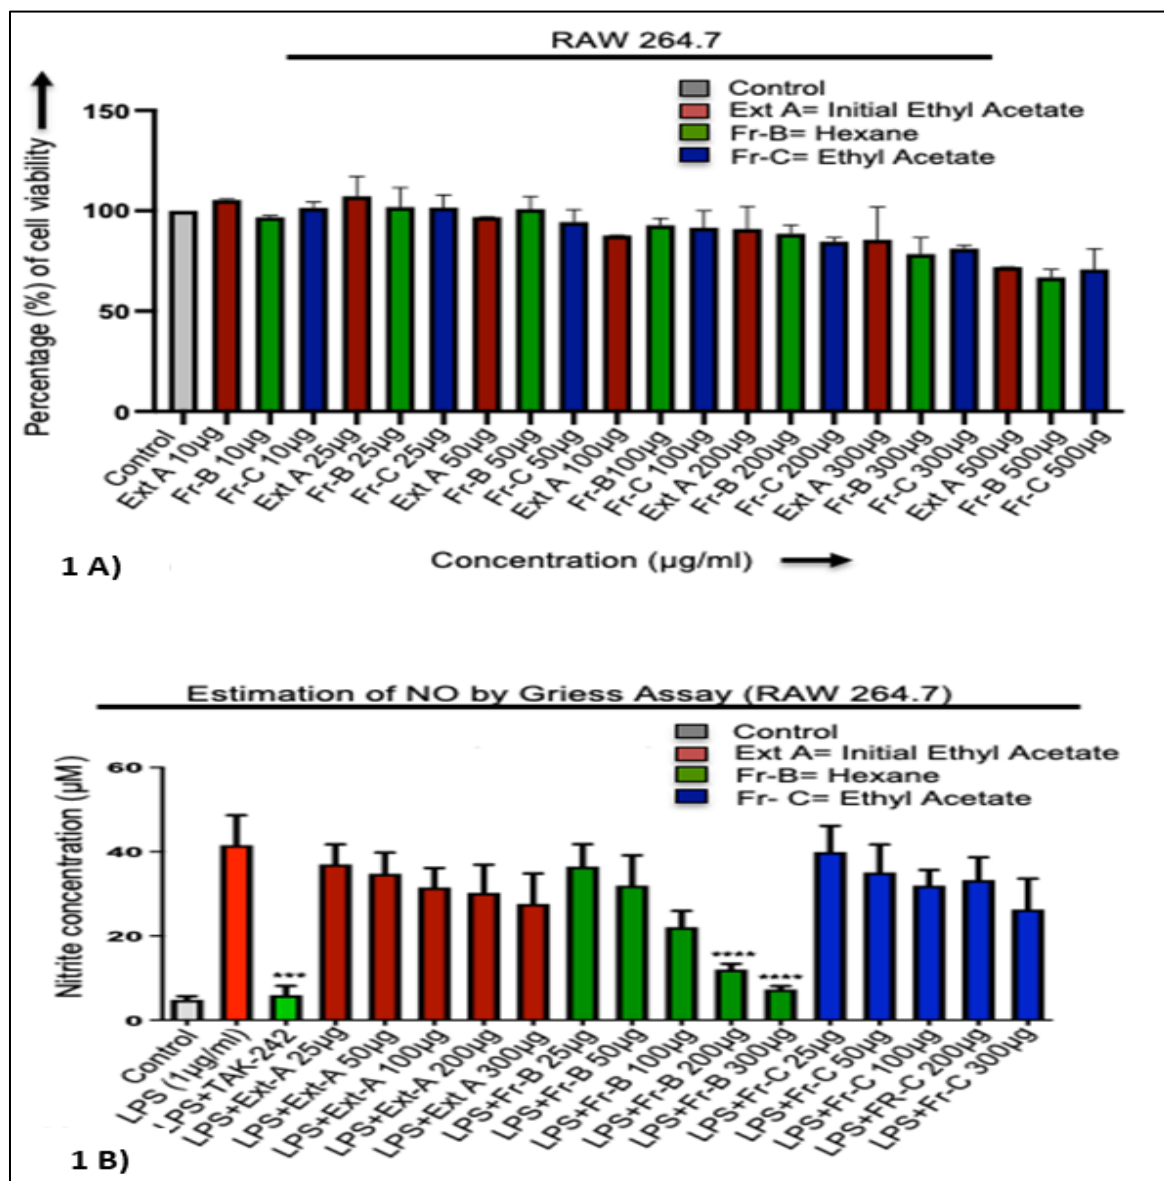 RAW 264.7
Control
Ext A= Initial Ethyl Acetate
Fr-B= Hexane
Fr-C= Ethyl Acetate
Percentage (%) of cell viability
150
100
50
0
Control
Ext A 10µg
Fr-B 10µg
Fr-C 10µg
Ext A 25µg
Fr-B 25µg
Fr-C 25µg
Ext A 50µg
Fr-B 50µg
Fr-C 50µg
Ext A 100µg
Fr-B100µg
Fr-C 100µg
Ext A 200µg
Fr-B 200µg
Fr-C 200µg
Ext A 300µg
Fr-B 300µg
Fr-C 300µg
Ext A 500µg
Fr-B 500µg
Fr-C 500µg
Concentration (µg/ml)
1 A)
Estimation of NO by Griess Assay (RAW 264.7)
Control
Ext A= Initial Ethyl Acetate
Fr-B= Hexane
Fr- C= Ethyl Acetate
Nitrite concentration (µM)
60
40
20
0
***
****
****
Control
LPS (1µg/ml)
LPS+TAK-242
LPS+Ext-A 25µg
LPS+Ext-A 50µg
LPS+Ext-A 100µg
LPS+Ext-A 200µg
LPS+Ext A 300µg
LPS+Fr-B 25µg
LPS+Fr-B 50µg
LPS+Fr-B 100µg
LPS+Fr-B 200µg
LPS+Fr-B 300µg
LPS+Fr-C 25µg
LPS+Fr-C 50µg
LPS+Fr-C 100µg
LPS+FR-C 200µg
LPS+Fr-C 300µg
1 B)